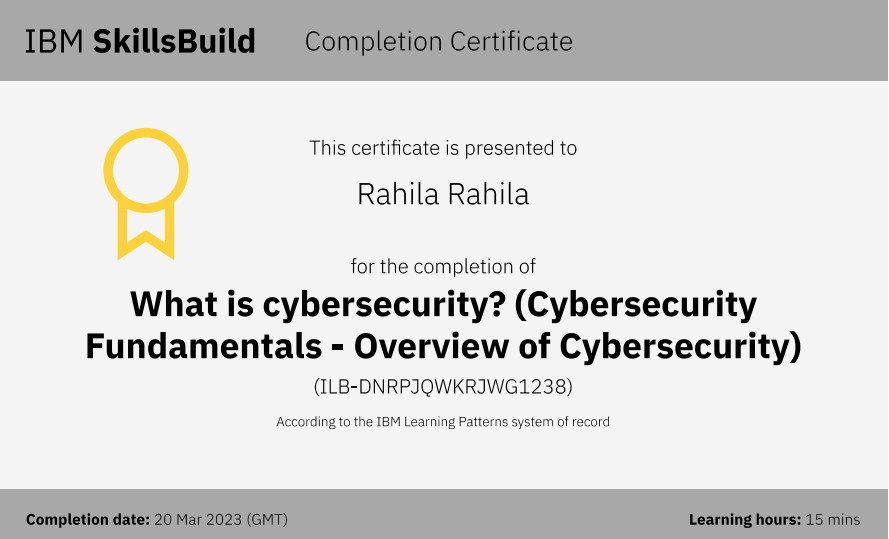 IBM SkillsBuild Completion Certificate
This certificate is presented to
Rahila Rahila
for the completion of
What is cybersecurity? (Cybersecurity
Fundamentals - Overview of Cybersecurity)
(ILB-DNRPJQWKRJWG1238)
According to the IBM Learning Patterns system of record
Completion date: 20 Mar 2023 (GMT) Learning hours: 15 mins